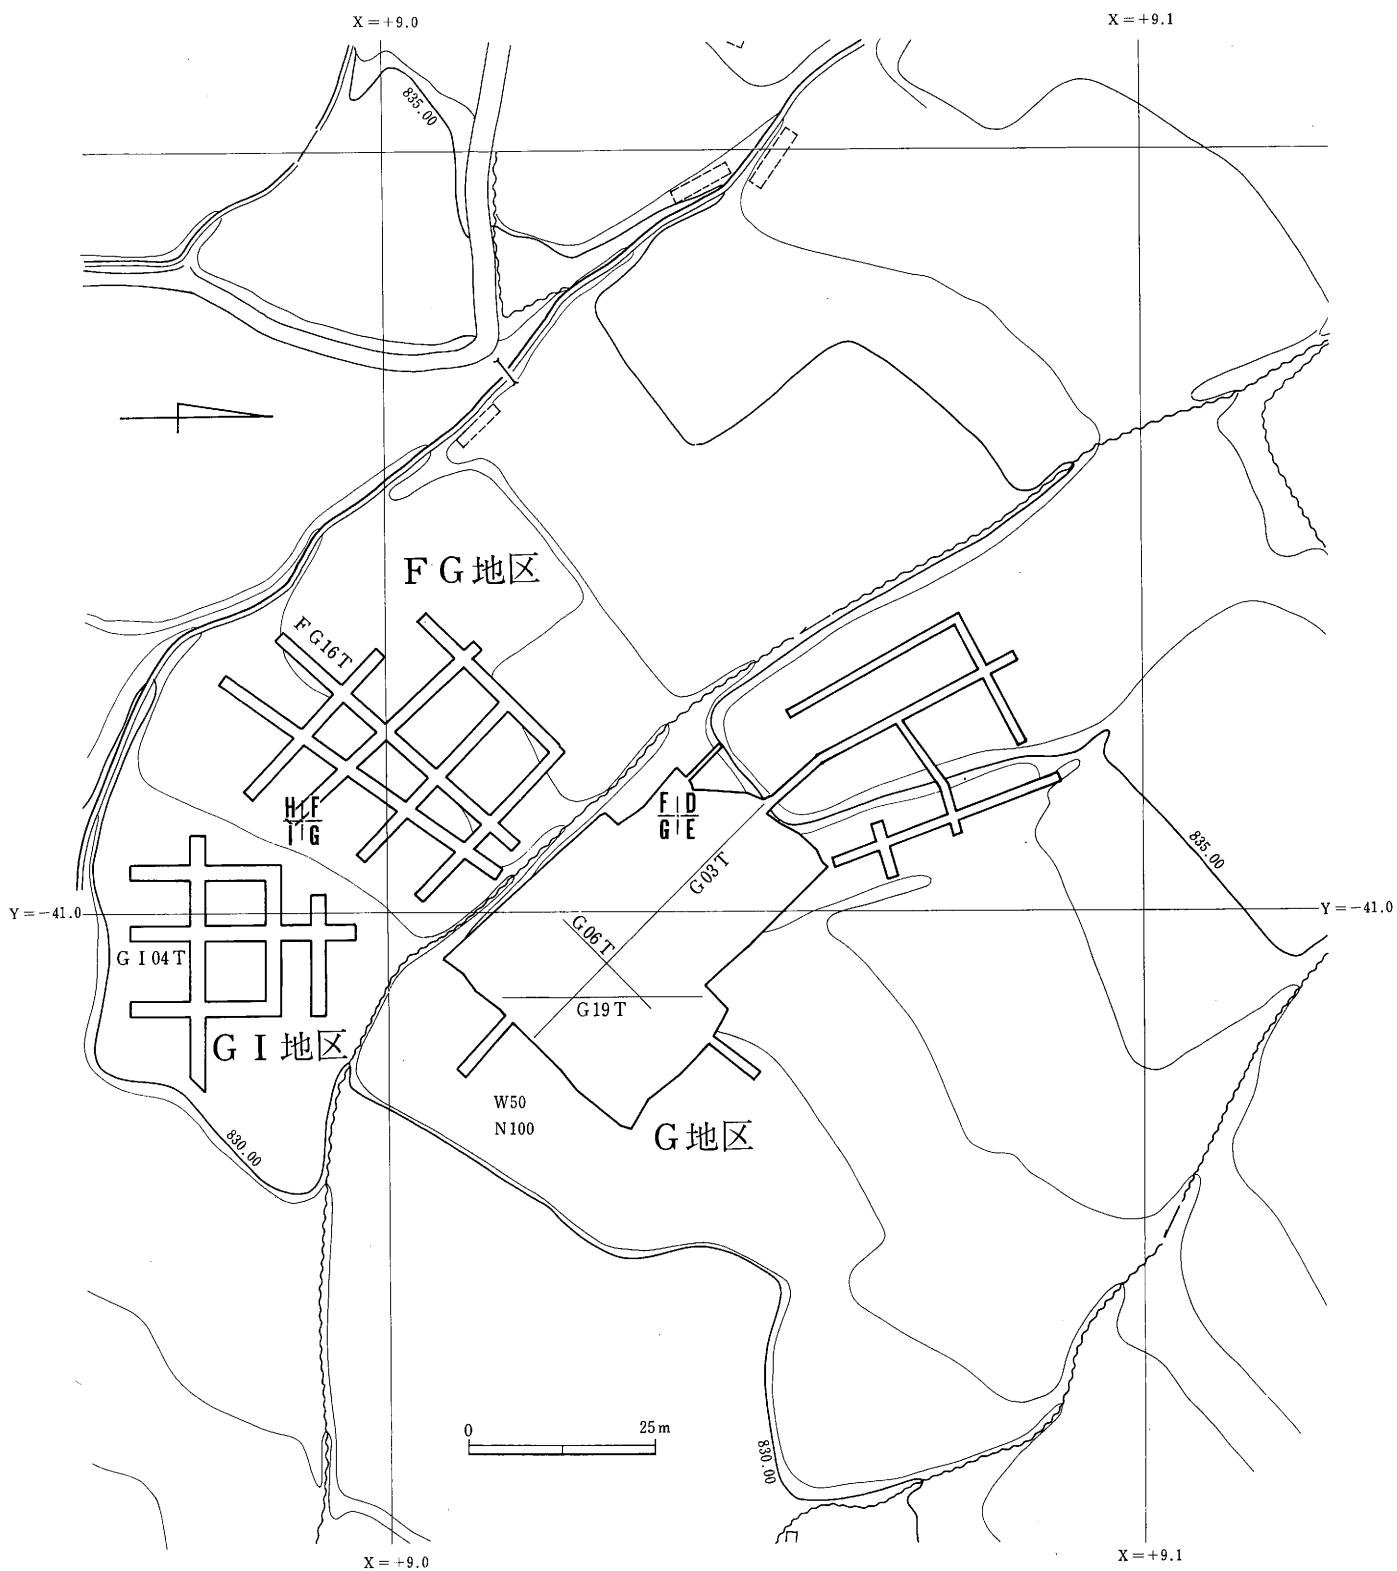 X = +9.0
X = +9.1
835.00
FG地区
FG16T
H F
I G
F D
G E
G03T
835.00
Y = -41.0
Y = -41.0
G06T
GI04T
G19T
GI地区
W50
N100
G地区
830.00
0 25m
830.00
X = +9.0
X = +9.1